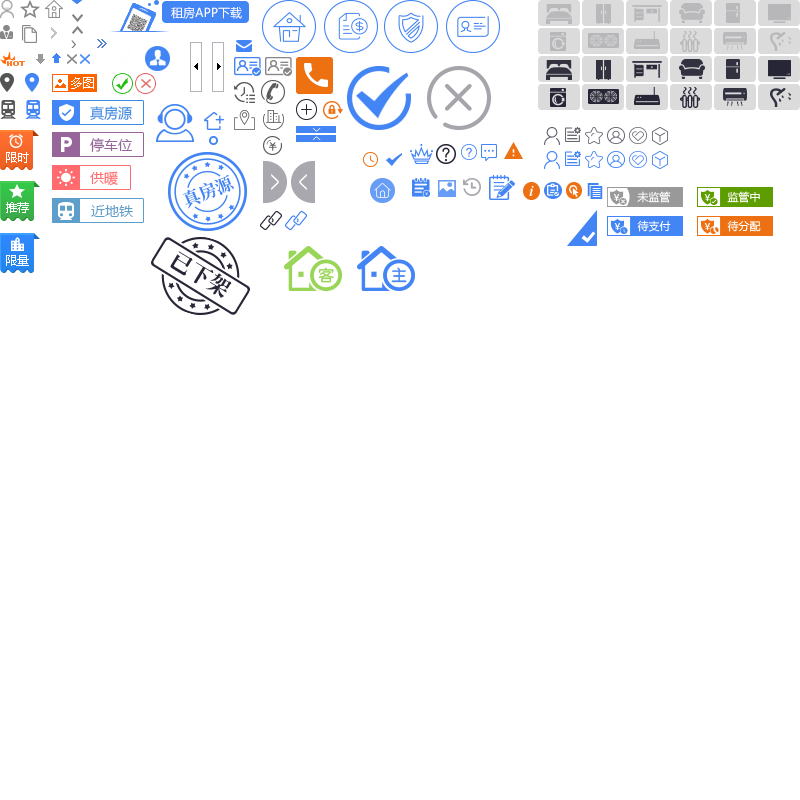 租房APP下载
HOT
多图
真房源
P 停车位
限时
供暖
推荐
近地铁
真房源
限量
已下架
客
主
未监管
监管中
待支付
待分配